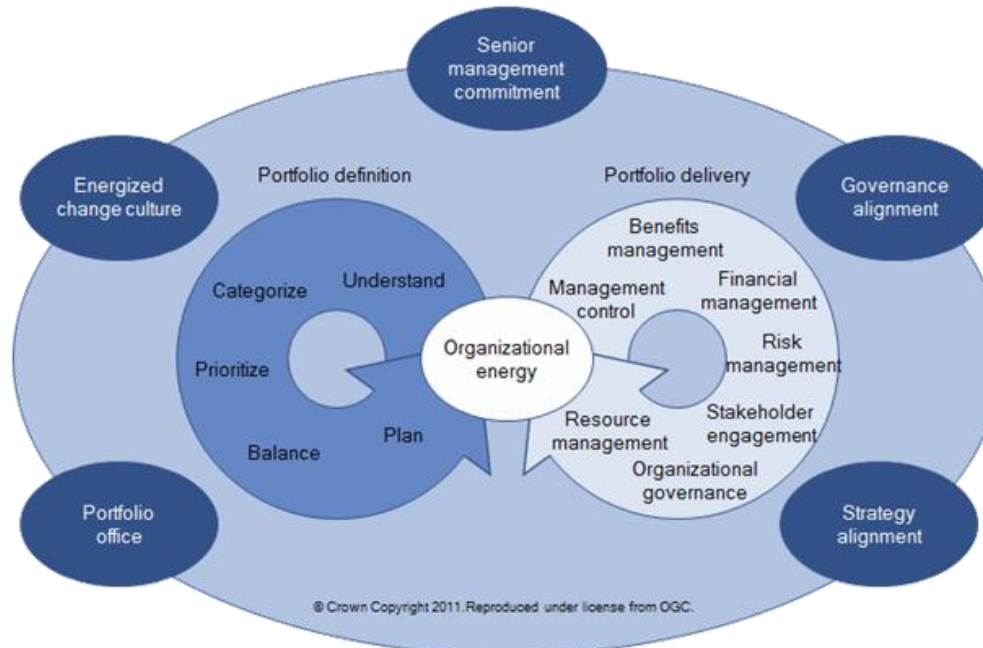 Senior
management
commitment
Energized
change culture
Governance
alignment
Portfolio definition
Portfolio delivery
Understand
Categorize
Prioritize
Balance
Plan
Organizational
energy
Benefits
management
Financial
management
Management
control
Risk
management
Stakeholder
engagement
Resource
management
Organizational
governance
Portfolio
office
Strategy
alignment
© Crown Copyright 2011. Reproduced under license from OGC.